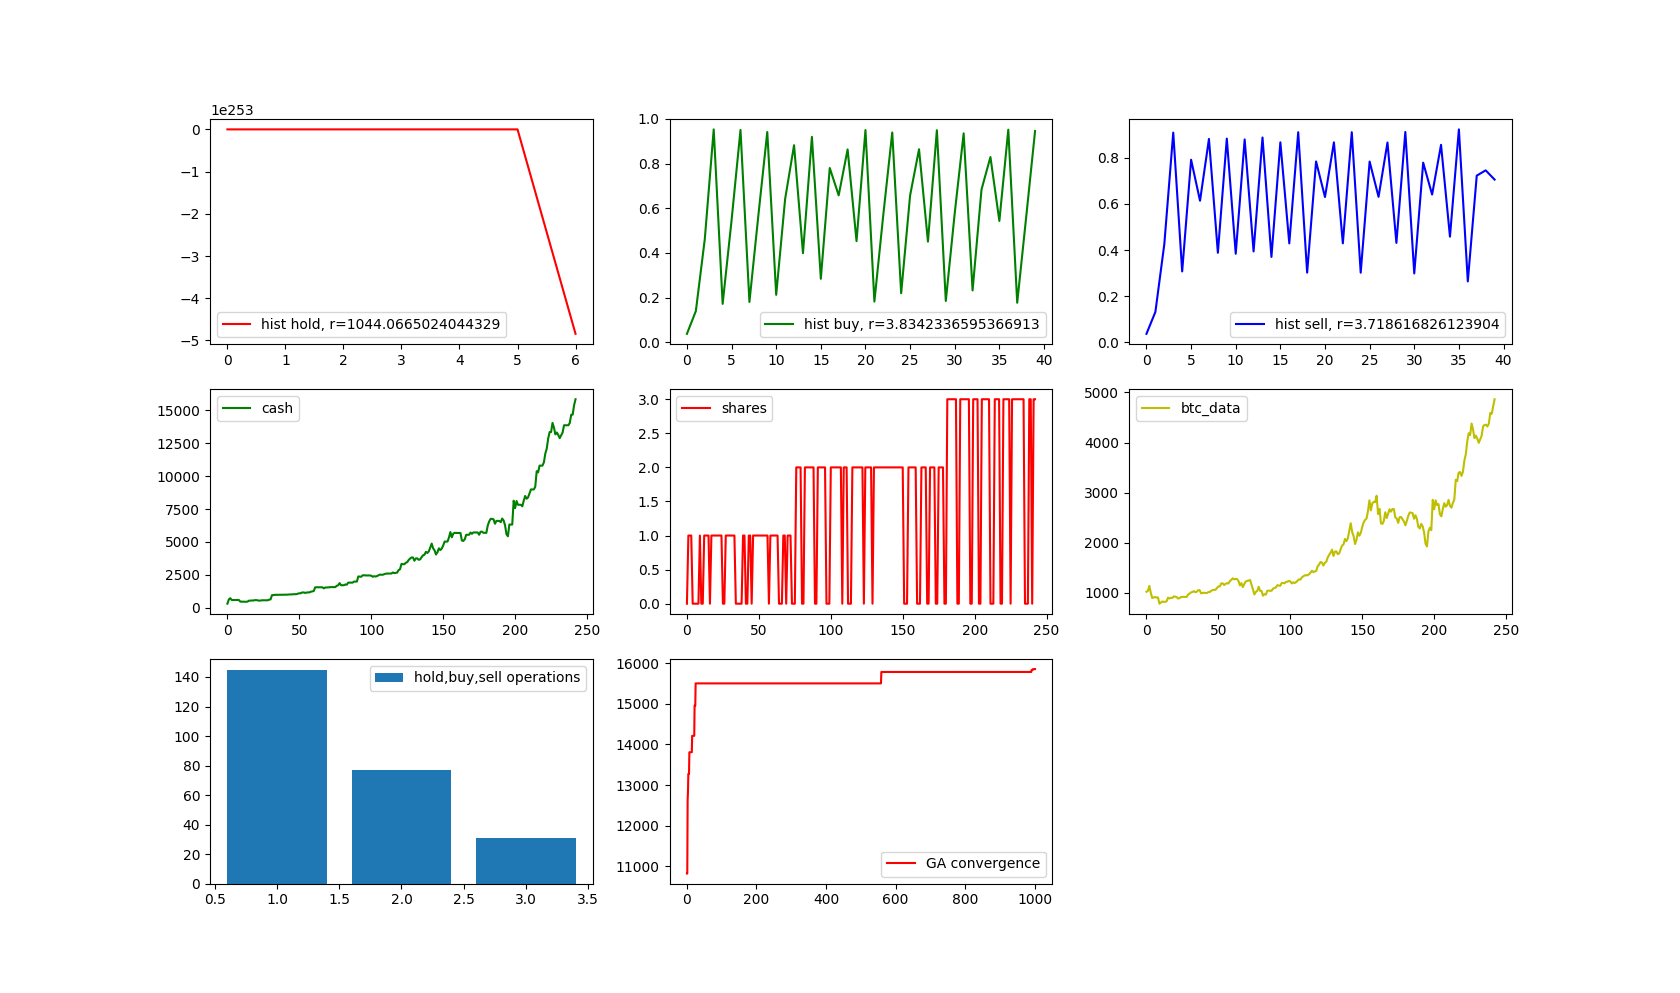 1e253
0
−1
−2
−3
−4
−5
hist hold, r=1044.0665024044329
0 1 2 3 4 5 6
1.0
0.8
0.6
0.4
0.2
0.0
hist buy, r=3.8342336595366913
0 5 10 15 20 25 30 35 40
0.8
0.6
0.4
0.2
0.0
hist sell, r=3.718616826123904
0 5 10 15 20 25 30 35 40
cash
15000
12500
10000
7500
5000
2500
0
0 50 100 150 200 250
shares
3.0
2.5
2.0
1.5
1.0
0.5
0.0
0 50 100 150 200 250
btc_data
5000
4000
3000
2000
1000
0 50 100 150 200 250
hold,buy,sell operations
140
120
100
80
60
40
20
0
0.5 1.0 1.5 2.0 2.5 3.0 3.5
16000
15000
14000
13000
12000
11000
GA convergence
0 200 400 600 800 1000